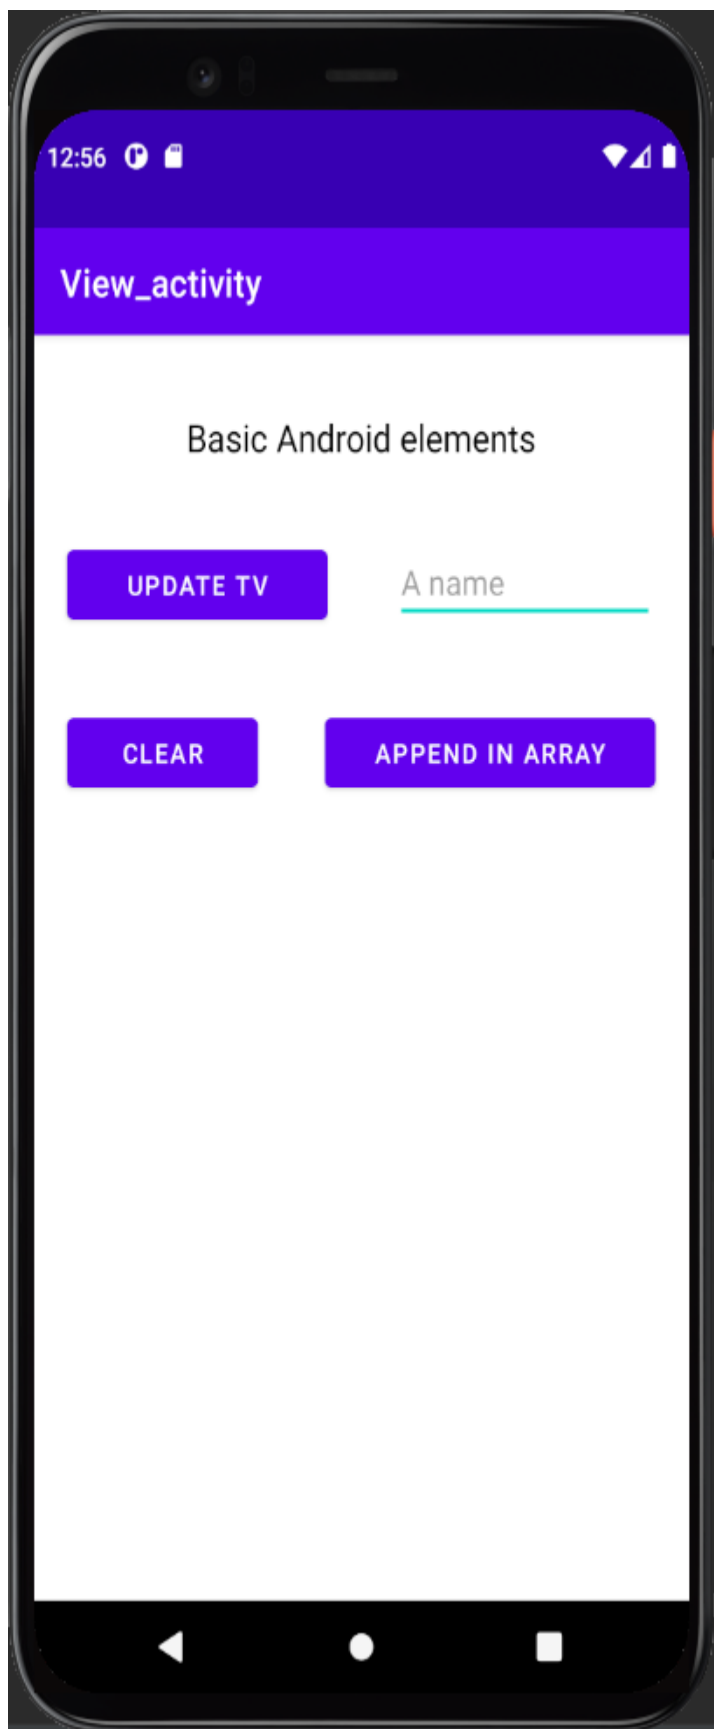 12:56
View_activity
Basic Android elements
UPDATE TV A name
CLEAR APPEND IN ARRAY